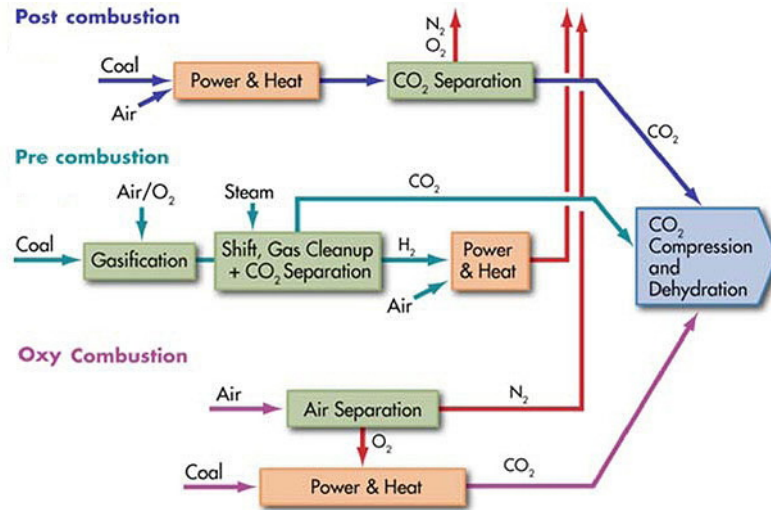 Post combustion
N₂
O₂
Coal
Power & Heat
CO₂ Separation
Air
CO₂
Pre combustion
Air/O₂
Steam
CO₂
Coal
Gasification
Shift, Gas Cleanup
+ CO₂ Separation
H₂
Power
& Heat
Air
CO₂
Compression
and
Dehydration
Oxy Combustion
Air
Air Separation
N₂
O₂
Coal
Power & Heat
CO₂